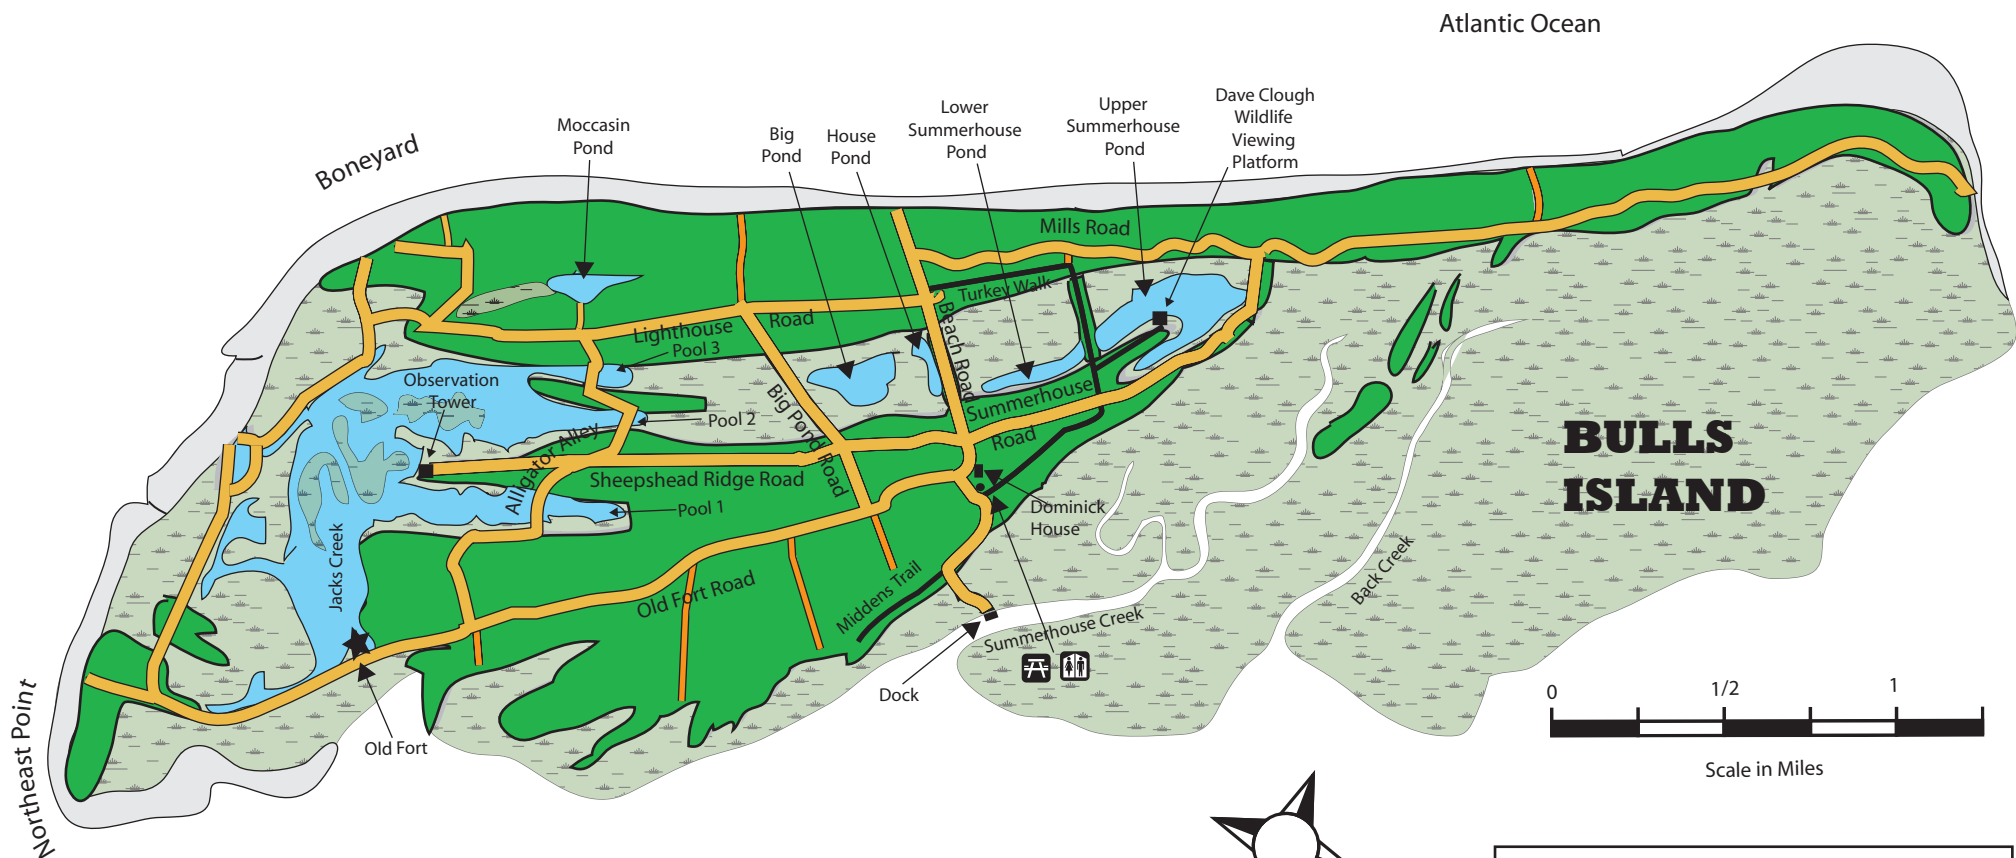 Atlantic Ocean
Boneyard
Moccasin
Pond
Big
Pond
House
Pond
Lower
Summerhouse
Pond
Upper
Summerhouse
Pond
Dave Clough
Wildlife
Viewing
Platform
Mills Road
Turkey Walk
Lighthouse
Road
Pool 3
Beach Road
Observation
Tower
Summerhouse
Road
Big Pond Road
Pool 2
Alligator Alley
Sheepshead Ridge Road
Pool 1
BULLS
ISLAND
Dominick
House
Jacks Creek
Old Fort Road
Middens Trail
Back Creek
Summerhouse Creek
Dock
Old Fort
Northeast Point
0
1/2
1
Scale in Miles